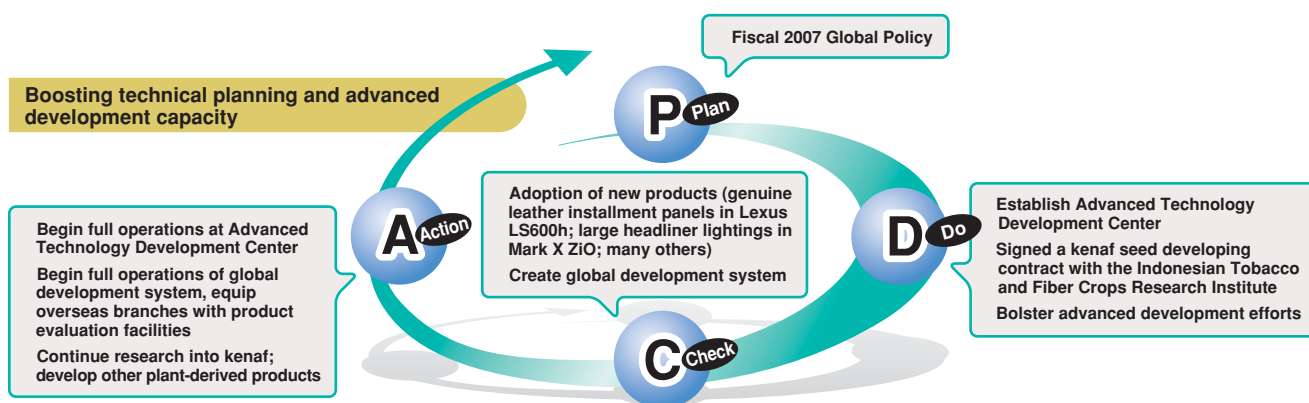 Boosting technical planning and advanced
development capacity
P
Plan
Fiscal 2007 Global Policy
D
Do
Establish Advanced Technology
Development Center
Signed a kenaf seed developing
contract with the Indonesian Tobacco
and Fiber Crops Research Institute
Bolster advanced development efforts
C
Check
Adoption of new products (genuine
leather installment panels in Lexus
LS600h; large headliner lightings in
Mark X ZiO; many others)
Create global development system
A
Action
Begin full operations at Advanced
Technology Development Center
Begin full operations of global
development system, equip
overseas branches with product
evaluation facilities
Continue research into kenaf;
develop other plant-derived products